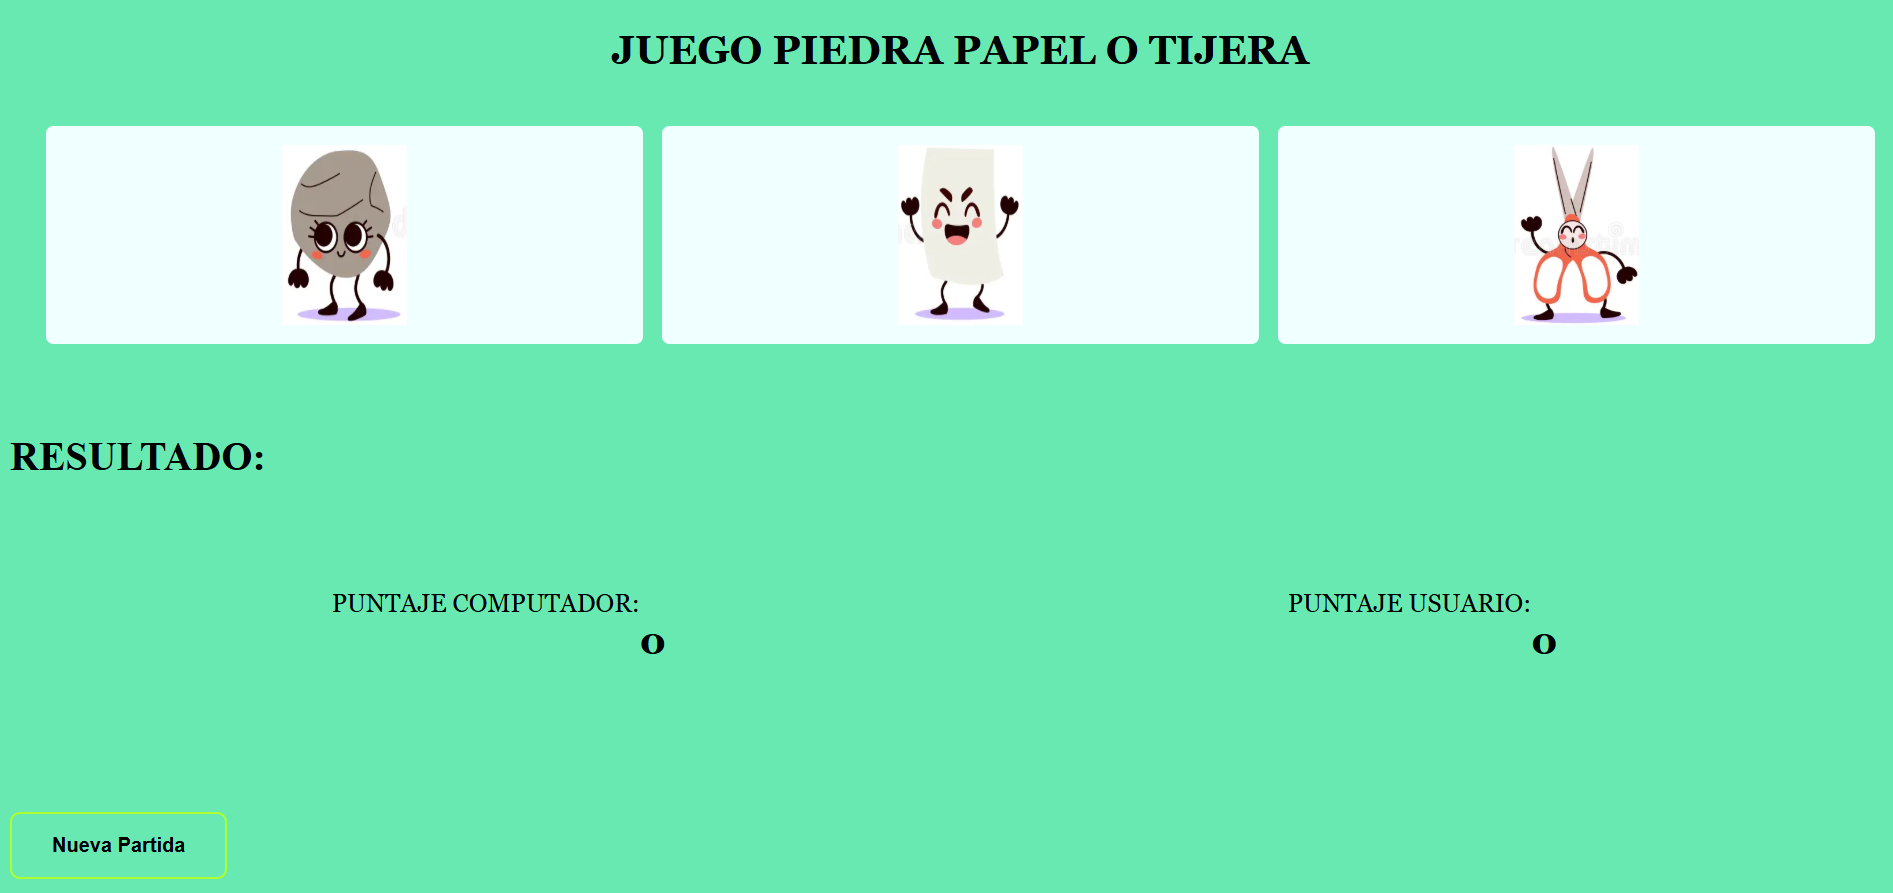 JUEGO PIEDRA PAPEL O TIJERA
RESULTADO:
PUNTAJE COMPUTADOR:
0
PUNTAJE USUARIO:
0
Nueva Partida